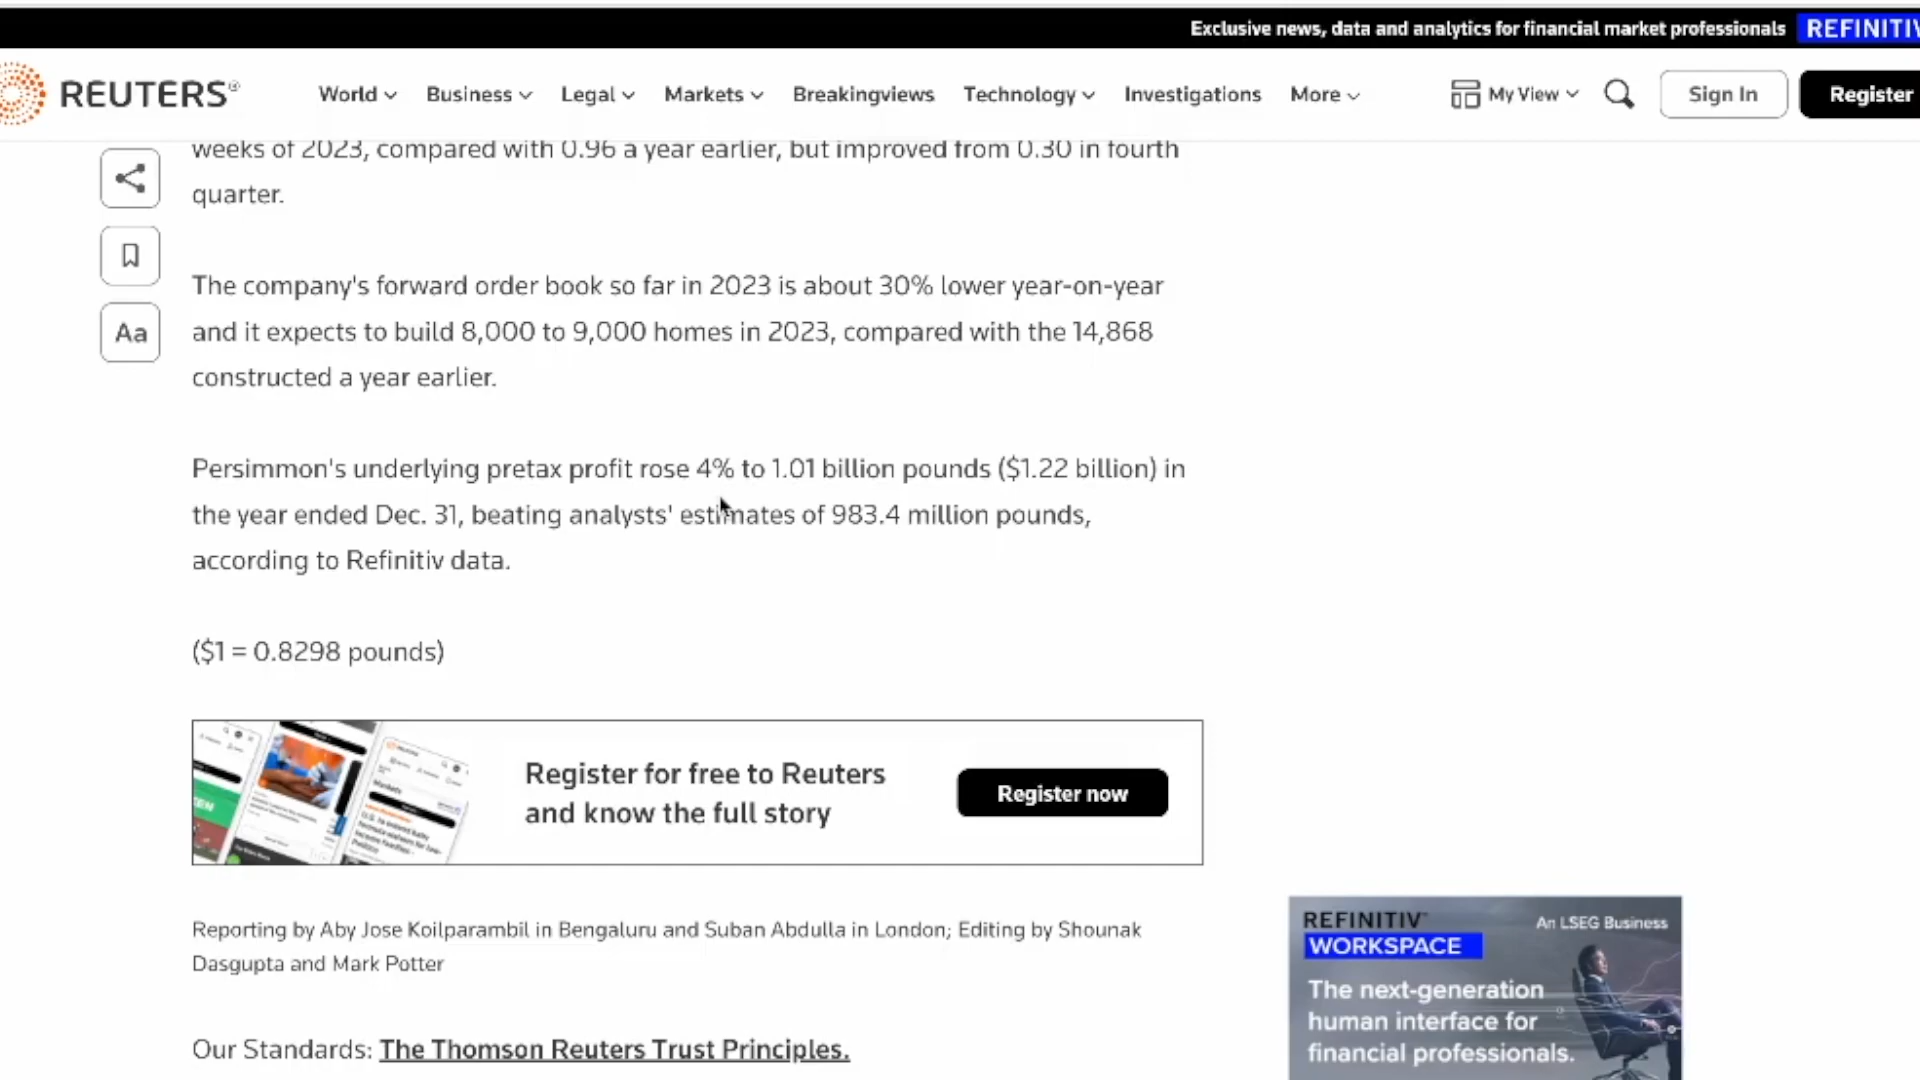 Exclusive news, data and analytics for financial market professionals REFINITIV
REUTERS®
World Business Legal Markets Breakingviews Technology Investigations More My View Sign In Register
weeks of 2023, compared with 0.96 a year earlier, but improved from 0.30 in fourth
quarter.
Aa
The company's forward order book so far in 2023 is about 30% lower year-on-year
and it expects to build 8,000 to 9,000 homes in 2023, compared with the 14,868
constructed a year earlier.
Persimmon's underlying pretax profit rose 4% to 1.01 billion pounds ($1.22 billion) in
the year ended Dec. 31, beating analysts' estimates of 983.4 million pounds,
according to Refinitiv data.
($1 = 0.8298 pounds)
Register for free to Reuters
and know the full story
Register now
Reporting by Aby Jose Koilparambil in Bengaluru and Suban Abdulla in London; Editing by Shounak
Dasgupta and Mark Potter
Our Standards: The Thomson Reuters Trust Principles.
REFINITIV An LSEG Business
WORKSPACE
The next-generation
human interface for
financial professionals.